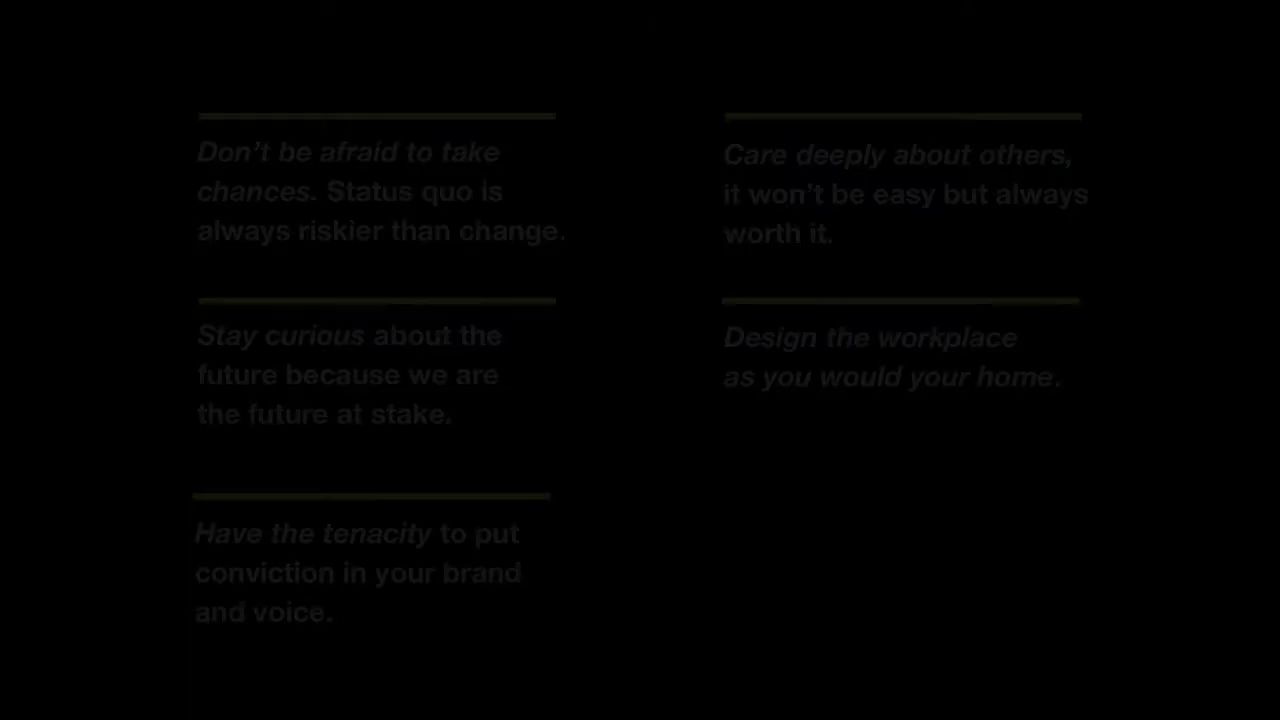 Don't be afraid to take
chances. Status quo is
always riskier than change.
Stay curious about the
future because we are
the future at stake.
Have the tenacity to put
conviction in your brand
and voice.
Care deeply about others,
it won't be easy but always
worth it.
Design the workplace
as you would your home.